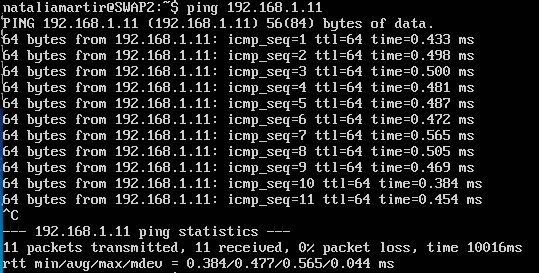 nataliamartir@SWAP2:~$ ping 192.168.1.11
PING 192.168.1.11 (192.168.1.11) 56(84) bytes of data.
64 bytes from 192.168.1.11: icmp_seq=1 ttl=64 time=0.433 ms
64 bytes from 192.168.1.11: icmp_seq=2 ttl=64 time=0.498 ms
64 bytes from 192.168.1.11: icmp_seq=3 ttl=64 time=0.500 ms
64 bytes from 192.168.1.11: icmp_seq=4 ttl=64 time=0.481 ms
64 bytes from 192.168.1.11: icmp_seq=5 ttl=64 time=0.487 ms
64 bytes from 192.168.1.11: icmp_seq=6 ttl=64 time=0.472 ms
64 bytes from 192.168.1.11: icmp_seq=7 ttl=64 time=0.565 ms
64 bytes from 192.168.1.11: icmp_seq=8 ttl=64 time=0.505 ms
64 bytes from 192.168.1.11: icmp_seq=9 ttl=64 time=0.469 ms
64 bytes from 192.168.1.11: icmp_seq=10 ttl=64 time=0.384 ms
64 bytes from 192.168.1.11: icmp_seq=11 ttl=64 time=0.454 ms
^C
--- 192.168.1.11 ping statistics ---
11 packets transmitted, 11 received, 0% packet loss, time 10016ms
rtt min/avg/max/mdev = 0.384/0.477/0.565/0.044 ms